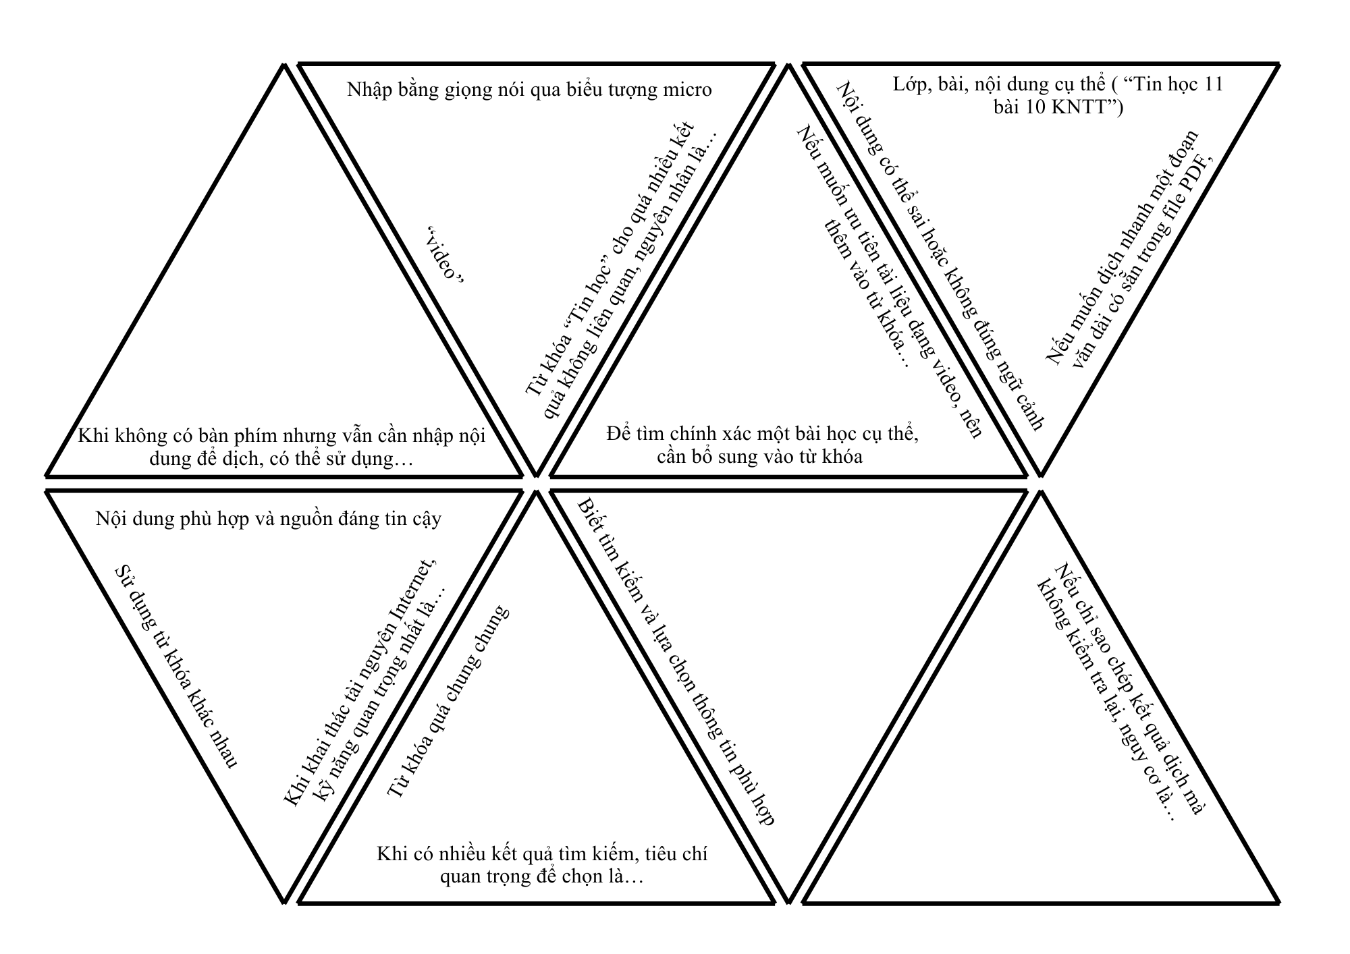 Nhập bằng giọng nói qua biểu tượng micro
Lớp, bài, nội dung cụ thể ( “Tin học 11
bài 10 KNTT”)
“video”
Từ khóa “Tin học” cho quá nhiều kết
quả không liên quan, nguyên nhân là…
Nếu muốn ưu tiên tài liệu dạng video, nên
thêm vào từ khóa…
Nội dung có thể sai hoặc không đúng ngữ cảnh
Nếu muốn dịch nhanh một đoạn
văn dài có sẵn trong file PDF,
Khi không có bàn phím nhưng vẫn cần nhập nội
dung để dịch, có thể sử dụng…
Để tìm chính xác một bài học cụ thể,
cần bổ sung vào từ khóa
Nội dung phù hợp và nguồn đáng tin cậy
Sử dụng từ khóa khác nhau
Khi khai thác tài nguyên Internet,
kỹ năng quan trọng nhất là…
Từ khóa quá chung chung
Biết tìm kiếm và lựa chọn thông tin phù hợp
Khi có nhiều kết quả tìm kiếm, tiêu chí
quan trọng để chọn là…
Nếu chỉ sao chép kết quả dịch mà
không kiểm tra lại, nguy cơ là…